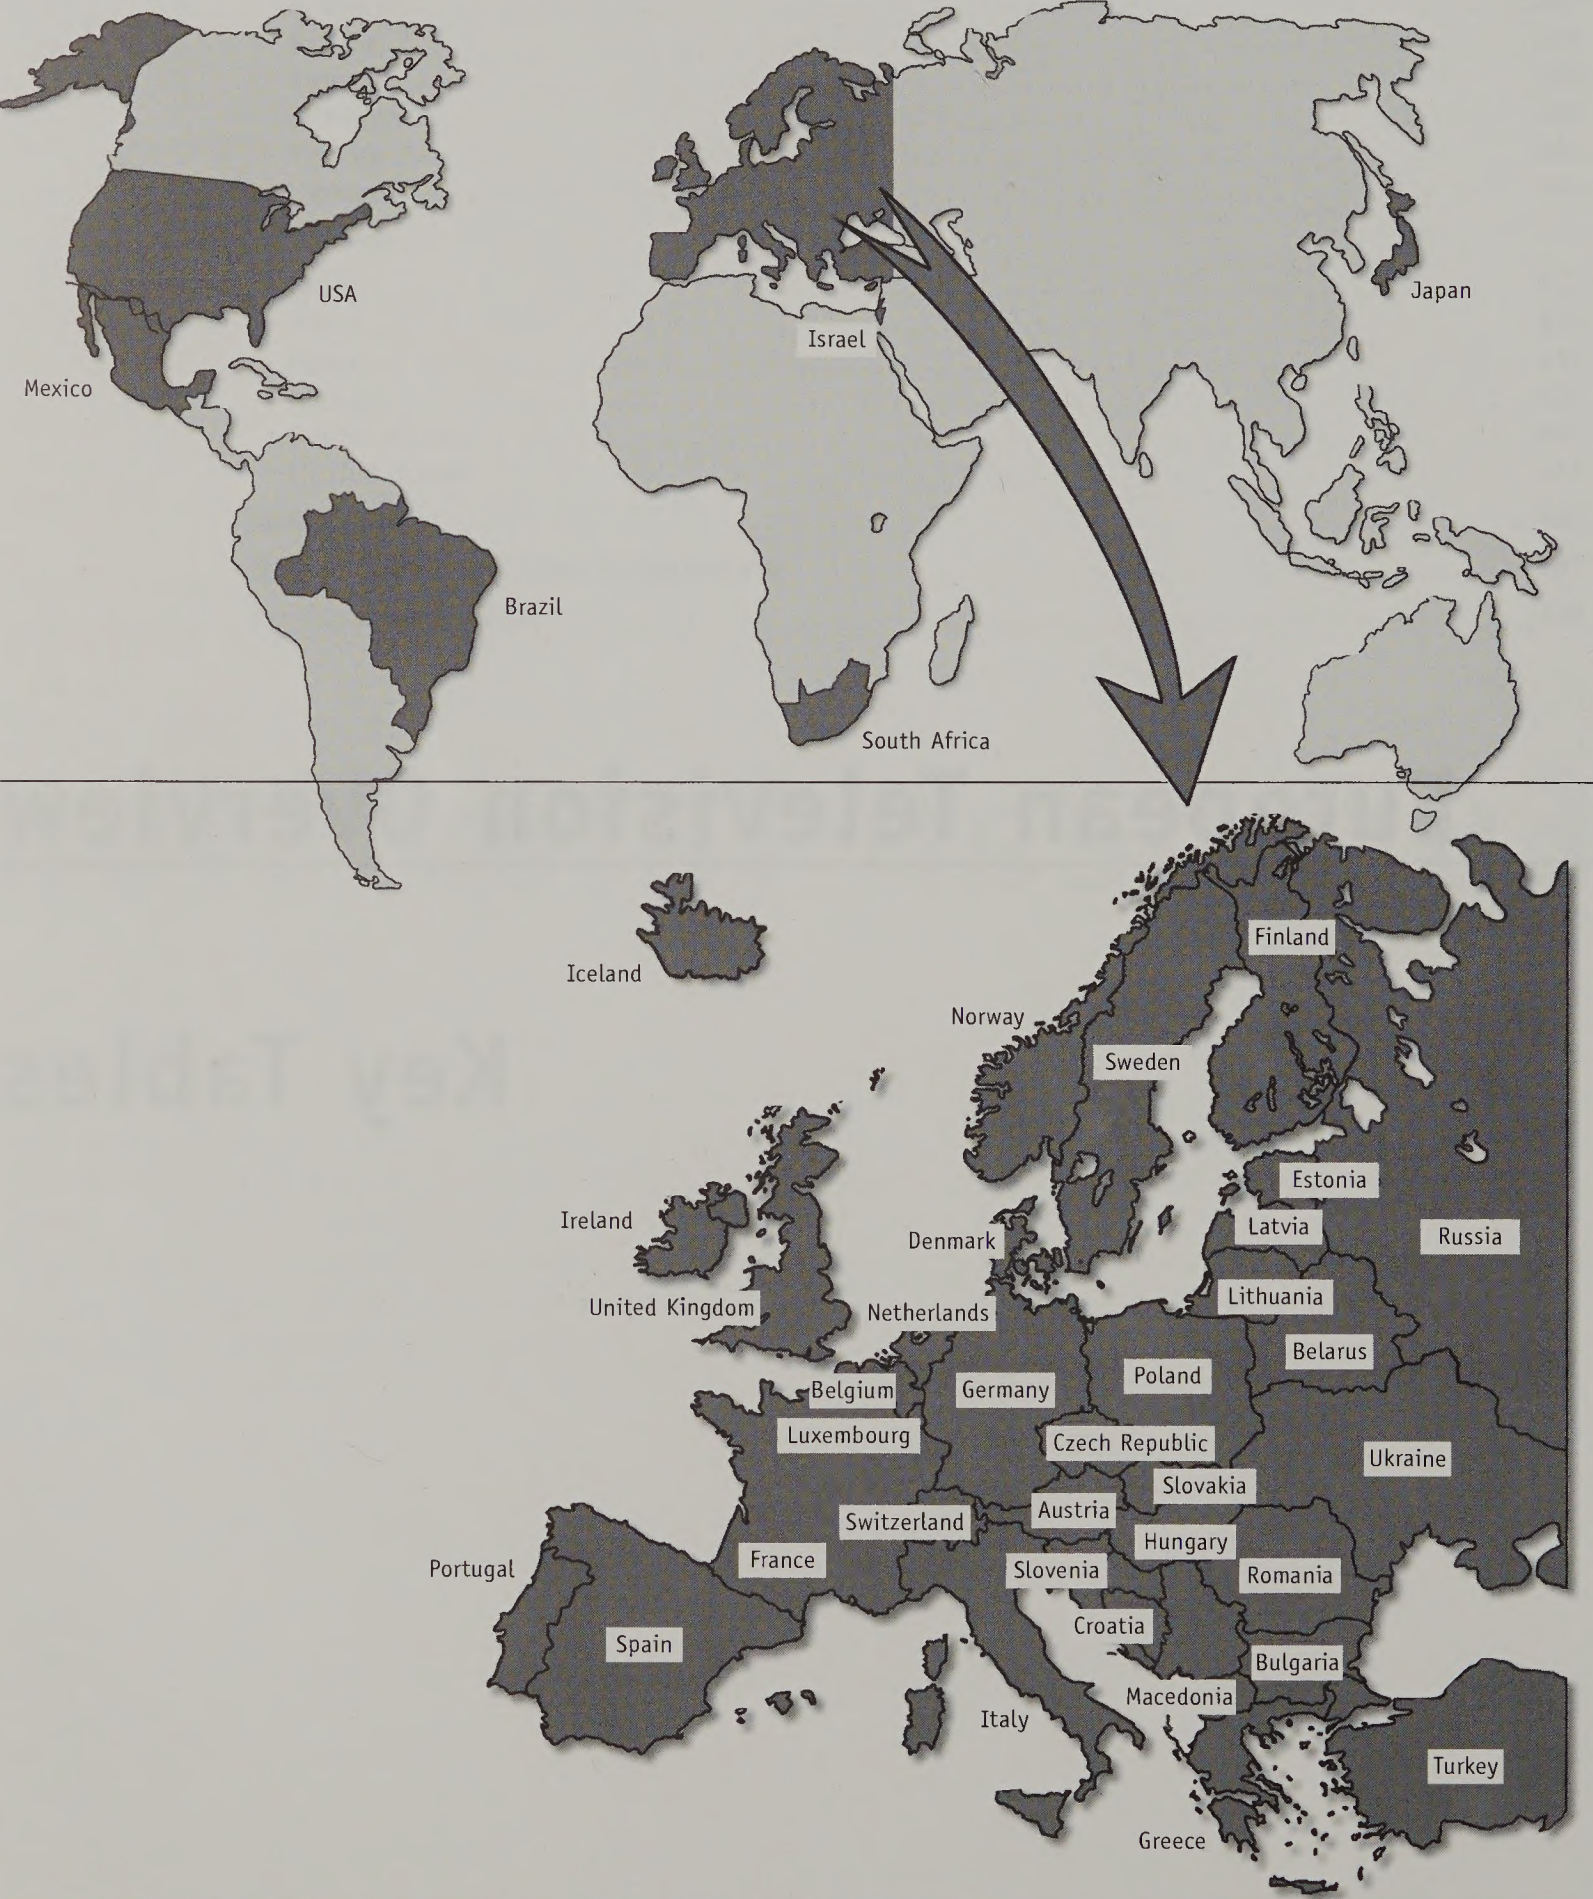 USA
Japan
Israel
Mexico
Brazil
South Africa
Finland
Iceland
Norway
Sweden
Estonia
Ireland
Latvia
Russia
Denmark
Lithuania
United Kingdom
Netherlands
Belarus
Poland
Belgium
Germany
Luxembourg
Czech Republic
Ukraine
Slovakia
Austria
Switzerland
Hungary
France
Portugal
Slovenia
Romania
Croatia
Spain
Bulgaria
Macedonia
Italy
Turkey
Greece
Key Tables